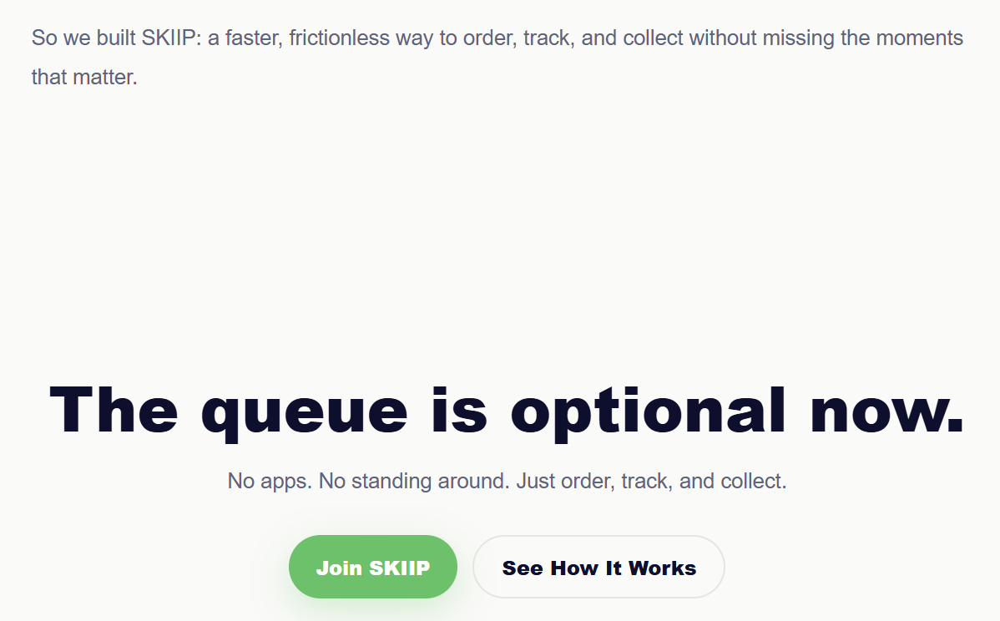 So we built SKIIP: a faster, frictionless way to order, track, and collect without missing the moments
that matter.
The queue is optional now.
No apps. No standing around. Just order, track, and collect.
Join SKIIP
See How It Works